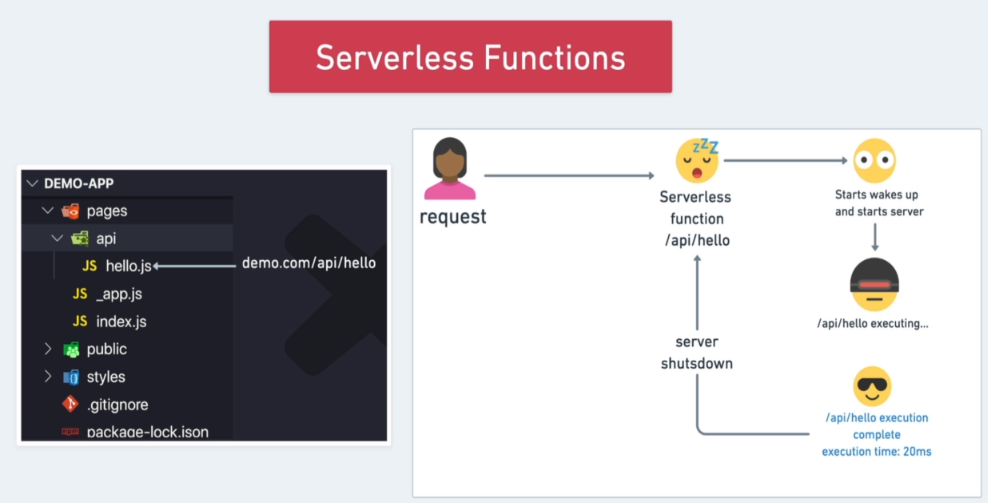 Serverless Functions
DEMO-APP
pages
api
JS hello.js
demo.com/api/hello
JS _app.js
JS index.js
public
styles
.gitignore
package-lock.json
request
zzZ
Serverless
function
/api/hello
Starts wakes up
and starts server
/api/hello executing...
server
shutsdown
/api/hello execution
complete
execution time: 20ms